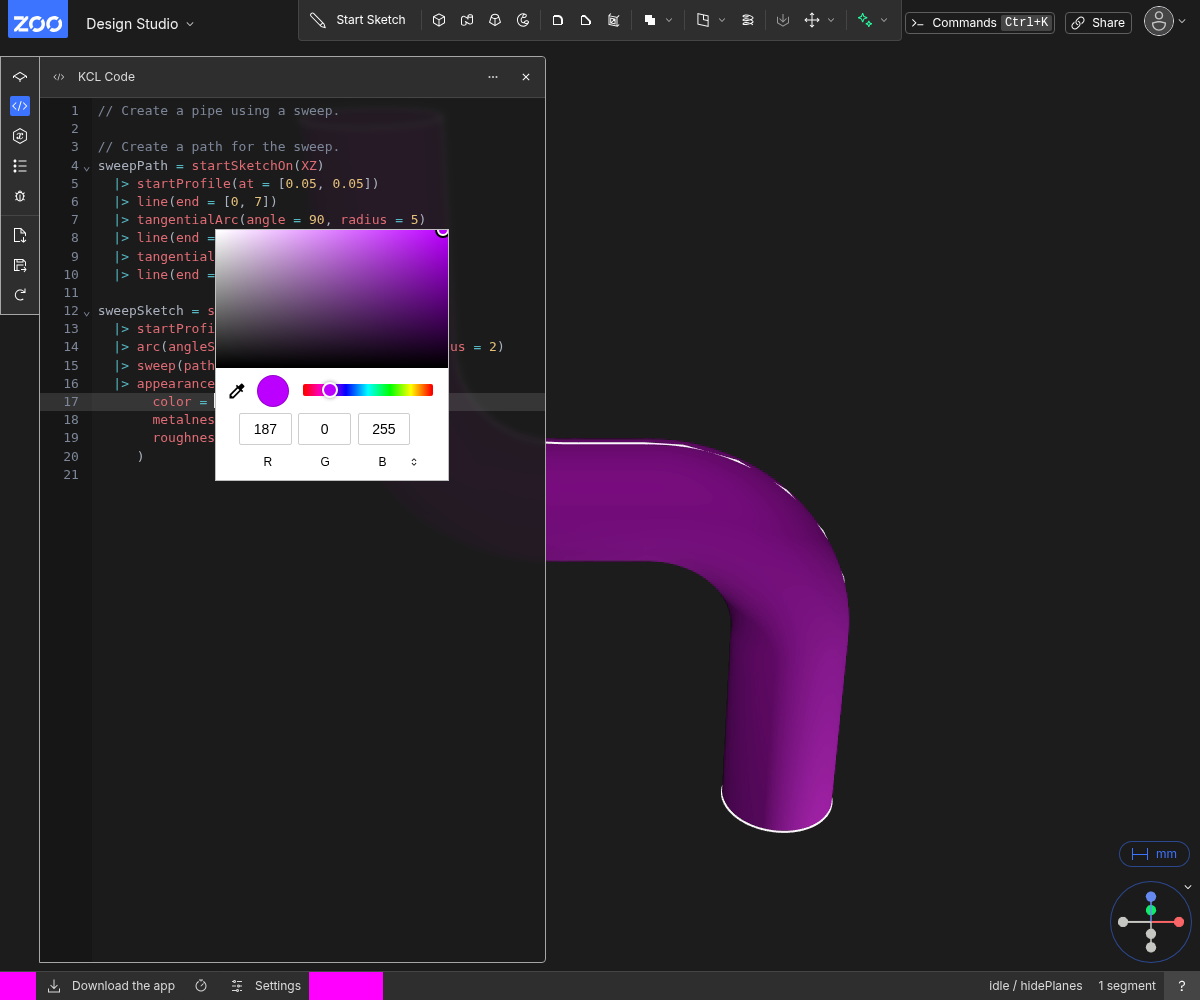 ZOO Design Studio Start Sketch Commands Ctrl+K Share
KCL Code
1 // Create a pipe using a sweep.
2
3 // Create a path for the sweep.
4 sweepPath = startSketchOn(XZ)
5 |> startProfile(at = [0.05, 0.05])
6 |> line(end = [0, 7])
7 |> tangentialArc(angle = 90, radius = 5)
8 |> line(end =
9 |> tangential
10 |> line(end =
11
12 sweepSketch = s
13 |> startProfi
14 |> arc(angleS us = 2)
15 |> sweep(path
16 |> appearance
17 color =
18 metalnes
19 roughnes
20 )
21
187 0 255
R G B
mm
Download the app Settings idle / hidePlanes 1 segment ?